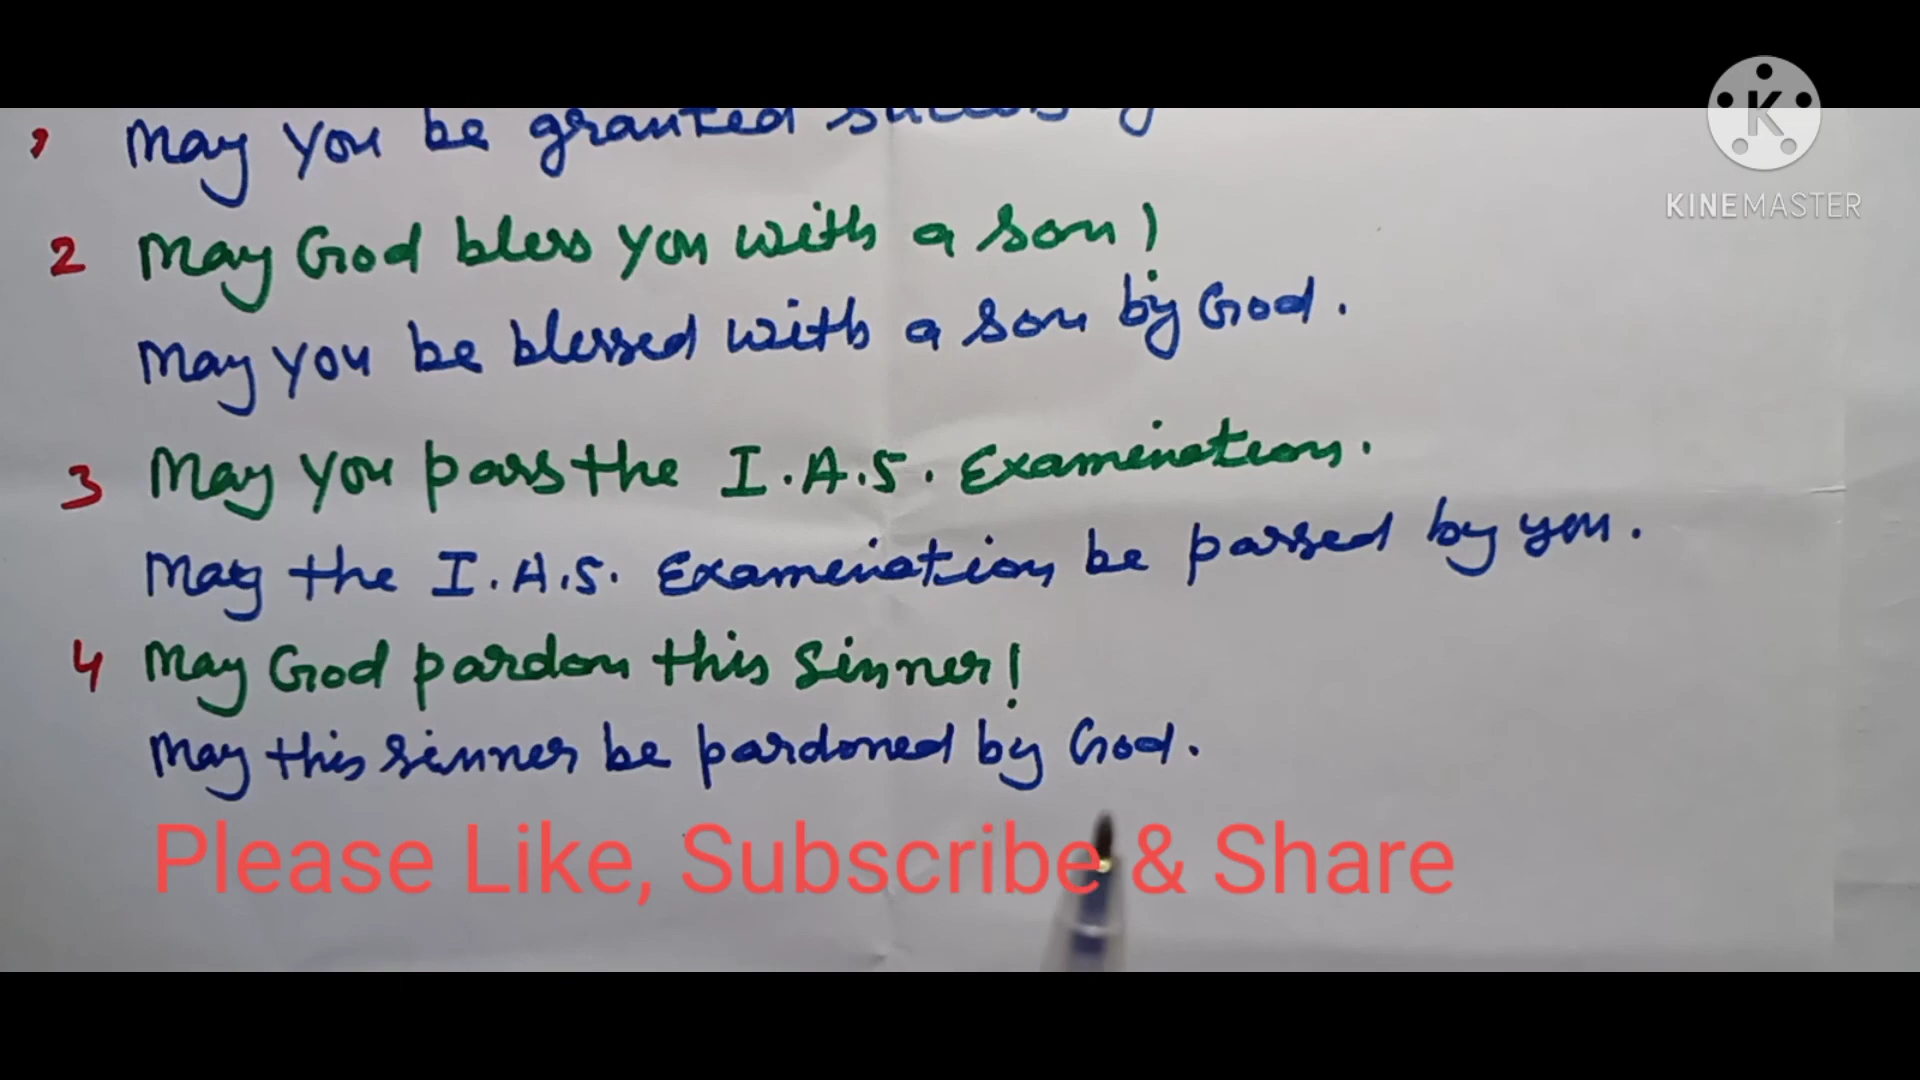 KINEMASTER
1 May you be granted success
2 May God bless you with a son!
May you be blessed with a son by God.
3 May you pass the I.A.S. Examination.
May the I.A.S. Examination be passed by you.
4 May God pardon this sinner!
May this sinner be pardoned by God.
Please Like, Subscribe & Share